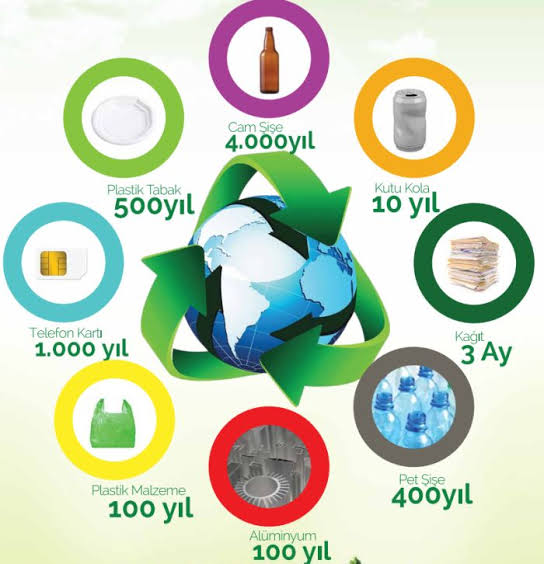 Cam Şişe
4.000yıl
Plastik Tabak
500yıl
Kutu Kola
10 yıl
Telefon Kartı
1.000 yıl
Kağıt
3 Ay
Plastik Malzeme
100 yıl
Pet Şişe
400yıl
Alüminyum
100 yıl